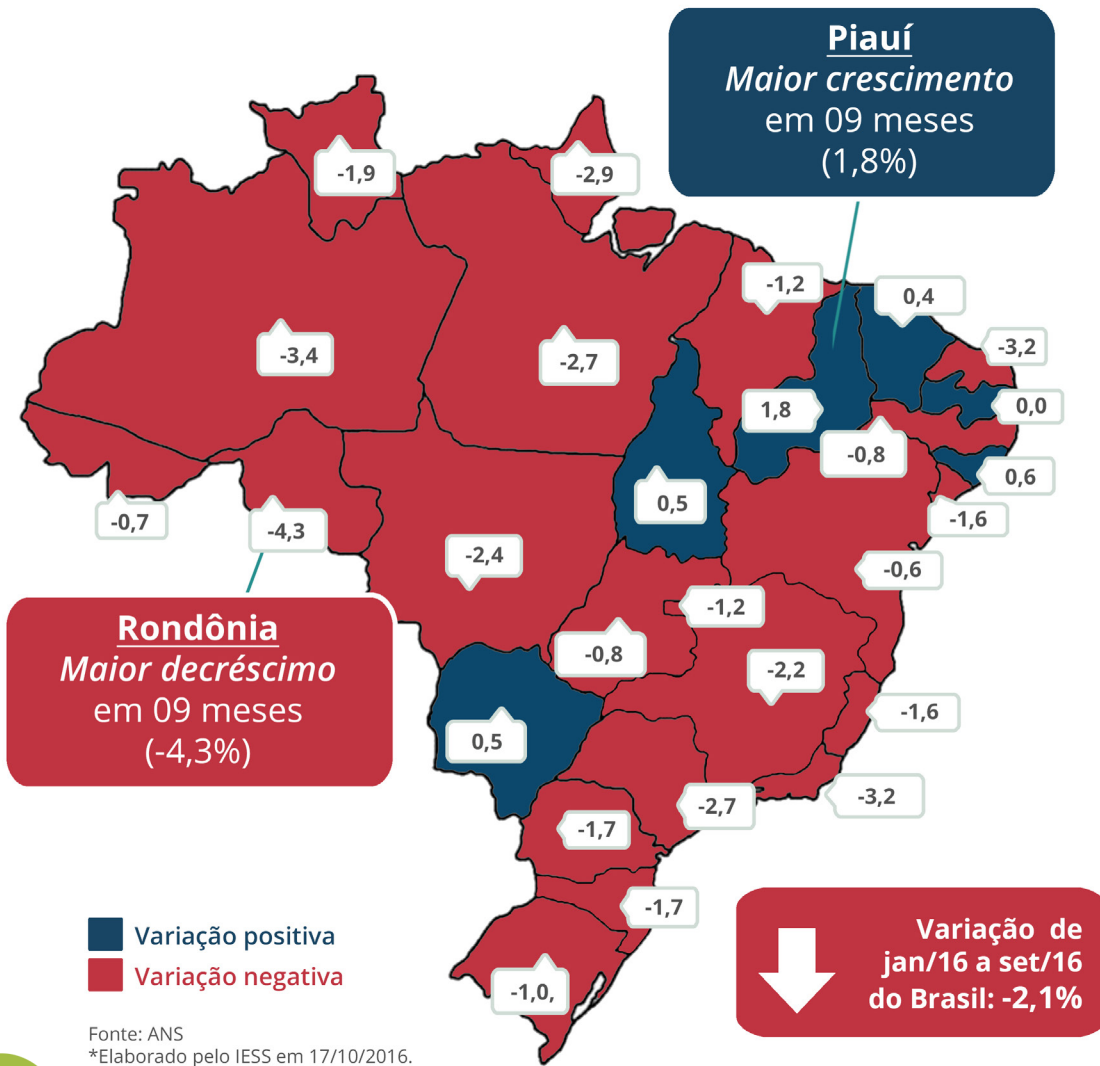 Piauí
Maior crescimento
em 09 meses
(1,8%)
-1,9
-2,9
-1,2
0,4
-3,4
-2,7
-3,2
1,8
0,0
-0,8
0,6
0,5
-0,7
-4,3
-1,6
-2,4
-0,6
-1,2
-0,8
-2,2
Rondônia
Maior decréscimo
em 09 meses
(-4,3%)
0,5
-1,6
-2,7
-3,2
-1,7
-1,7
-1,0,
Variação positiva
Variação negativa
Variação de
jan/16 a set/16
do Brasil: -2,1%
Fonte: ANS
*Elaborado pelo IESS em 17/10/2016.